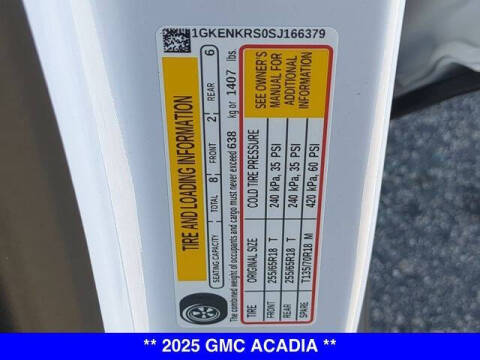 1GKENKRS0SJ166379
TIRE AND LOADING INFORMATION
SEATING CAPACITY TOTAL 8 FRONT 2 REAR 6
The combined weight of occupants and cargo must never exceed 638 kg or 1407 lbs.
TIRE ORIGINAL SIZE COLD TIRE PRESSURE
FRONT 255/65R18 T 240 kPa, 35 PSI
REAR 255/65R18 T 240 kPa, 35 PSI
SPARE T135/70R18 M 420 kPa, 60 PSI
SEE OWNER'S
MANUAL FOR
ADDITIONAL
INFORMATION
** 2025 GMC ACADIA **